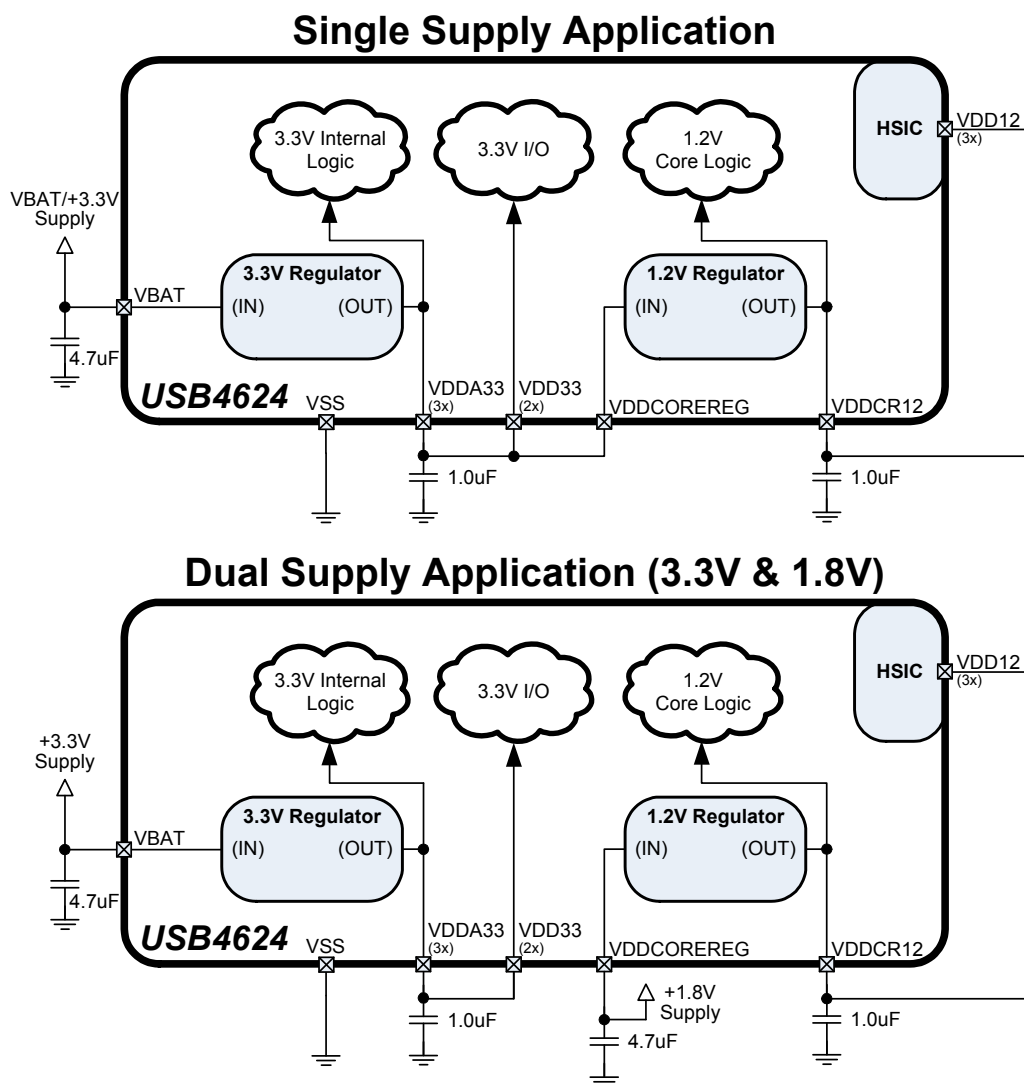 Single Supply Application
3.3V Internal
Logic
3.3V I/O
1.2V
Core Logic
HSIC
VDD12
(3x)
VBAT/+3.3V
Supply
VBAT
4.7uF
3.3V Regulator
(IN)
(OUT)
1.2V Regulator
(IN)
(OUT)
USB4624
VSS
VDDA33
(3x)
VDD33
(2x)
VDDCOREREG
VDDCR12
1.0uF
1.0uF
Dual Supply Application (3.3V & 1.8V)
3.3V Internal
Logic
3.3V I/O
1.2V
Core Logic
HSIC
VDD12
(3x)
+3.3V
Supply
VBAT
4.7uF
3.3V Regulator
(IN)
(OUT)
1.2V Regulator
(IN)
(OUT)
USB4624
VSS
VDDA33
(3x)
VDD33
(2x)
VDDCOREREG
VDDCR12
1.0uF
+1.8V
Supply
4.7uF
1.0uF